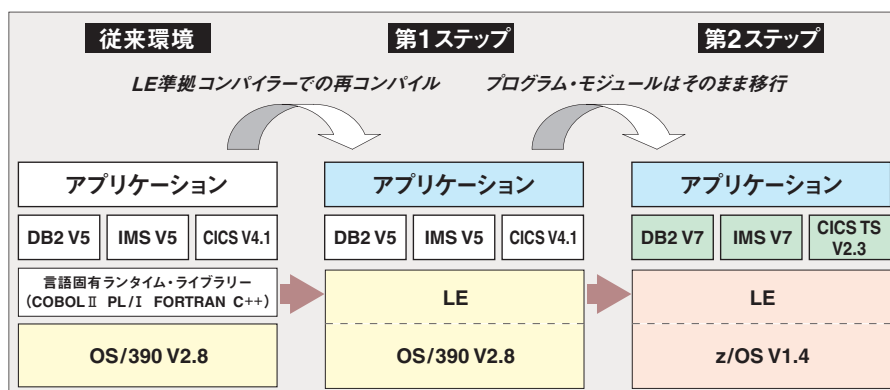 従来環境
第1ステップ
第2ステップ
LE準拠コンパイラーでの再コンパイル
プログラム・モジュールはそのまま移行
アプリケーション
アプリケーション
アプリケーション
DB2 V5
IMS V5
CICS V4.1
DB2 V5
IMS V5
CICS V4.1
DB2 V7
IMS V7
CICS TS
V2.3
言語固有ランタイム・ライブラリー
(COBOLⅡ PL/I FORTRAN C++)
LE
LE
OS/390 V2.8
OS/390 V2.8
z/OS V1.4